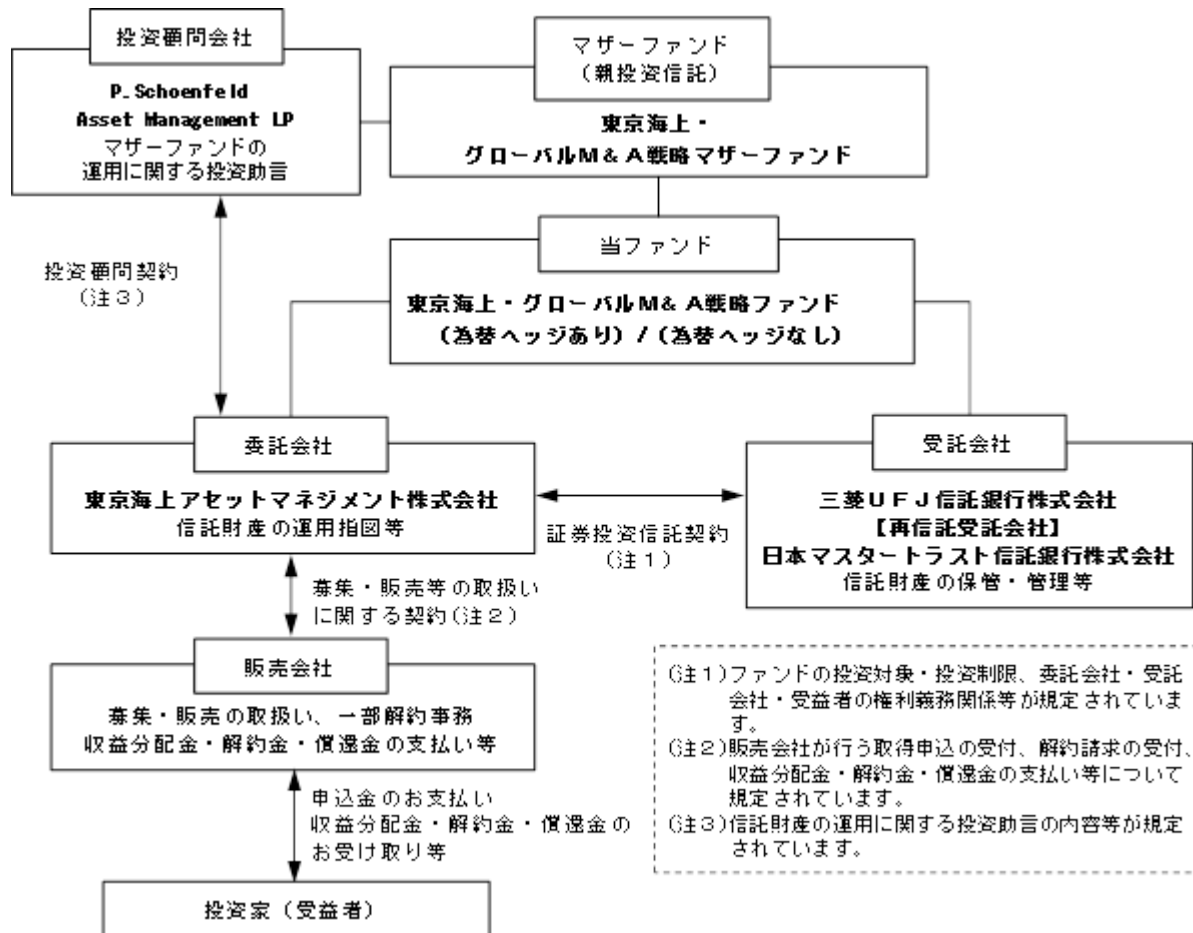 投資顧問会社
P.Schoenfeld
Asset Management LP
マザーファンドの
運用に関する投資助言
マザーファンド
(親投資信託)
東京海上・
グローバルM&A戦略マザーファンド
当ファンド
東京海上・グローバルM&A戦略ファンド
(為替ヘッジあり)/(為替ヘッジなし)
投資顧問契約
(注3)
委託会社
東京海上アセットマネジメント株式会社
信託財産の運用指図等
証券投資信託契約
(注1)
受託会社
三菱UFJ信託銀行株式会社
【再信託受託会社】
日本マスタートラスト信託銀行株式会社
信託財産の保管・管理等
募集・販売等の取扱い
に関する契約(注2)
販売会社
募集・販売の取扱い、一部解約事務
収益分配金・解約金・償還金の支払い等
申込金のお支払い
収益分配金・解約金・償還金の
お受け取り等
投資家(受益者)
(注1)ファンドの投資対象・投資制限、委託会社・受託
会社・受益者の権利義務関係等が規定されていま
す。
(注2)販売会社が行う取得申込の受付、解約請求の受付、
収益分配金・解約金・償還金の支払い等について
規定されています。
(注3)信託財産の運用に関する投資助言の内容等が規定
されています。